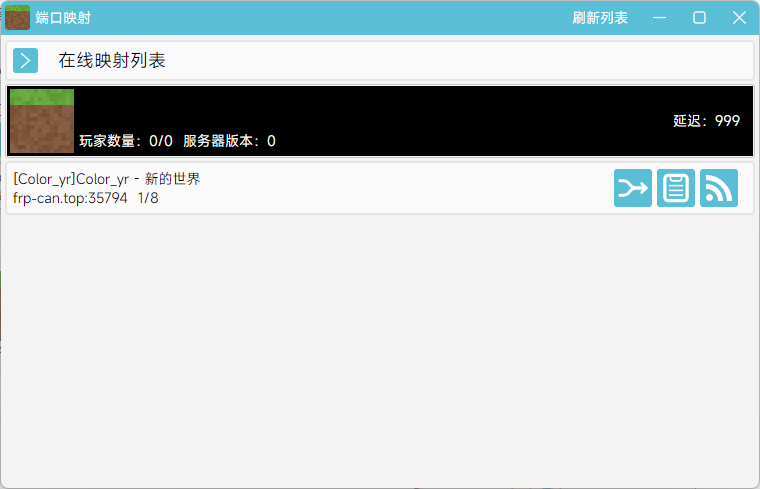 端口映射 刷新列表
在线映射列表
延迟：999
玩家数量：0/0 服务器版本：0
[Color_yr]Color_yr - 新的世界
frp-can.top:35794 1/8